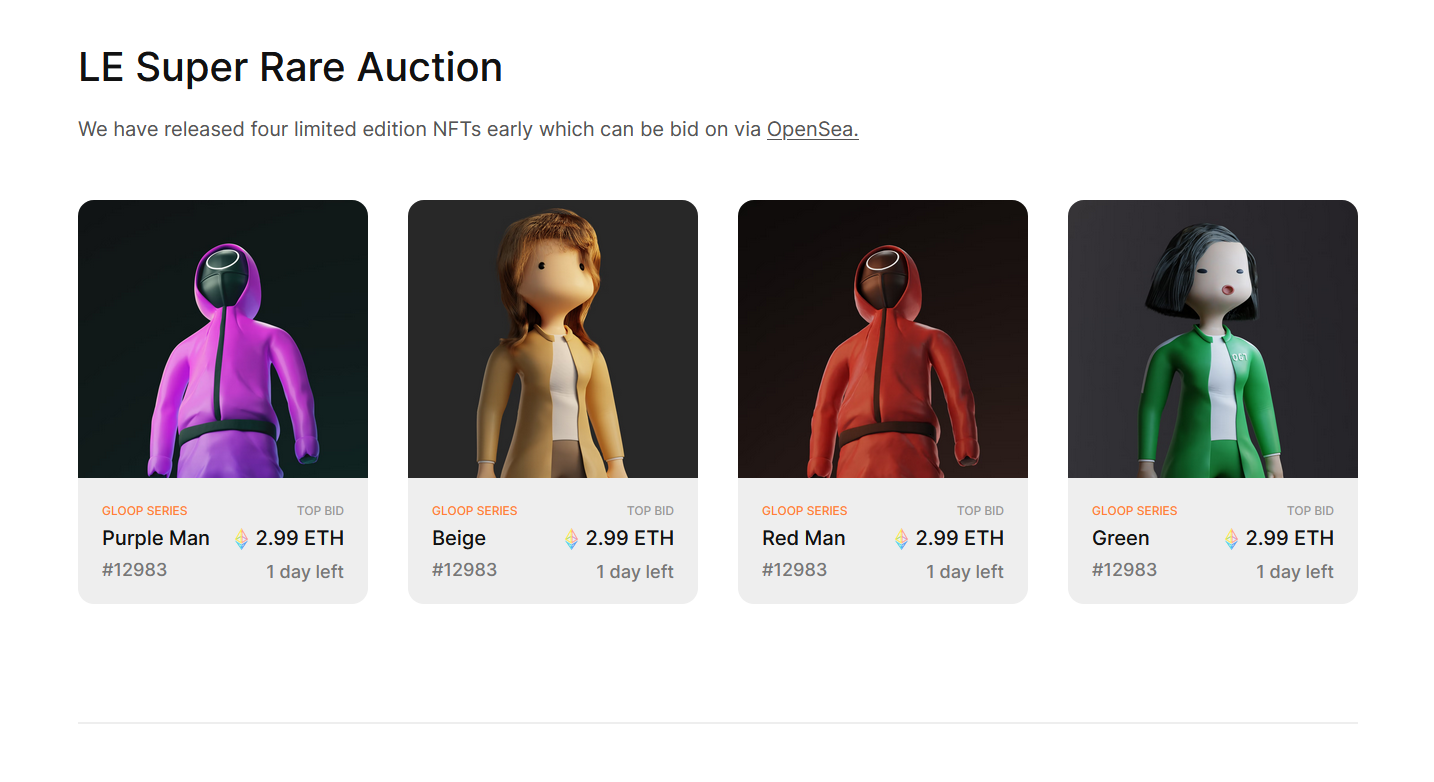 LE Super Rare Auction
We have released four limited edition NFTs early which can be bid on via OpenSea.
GLOOP SERIES
TOP BID
Purple Man
2.99 ETH
#12983
1 day left
GLOOP SERIES
TOP BID
Beige
2.99 ETH
#12983
1 day left
GLOOP SERIES
TOP BID
Red Man
2.99 ETH
#12983
1 day left
067
GLOOP SERIES
TOP BID
Green
2.99 ETH
#12983
1 day left